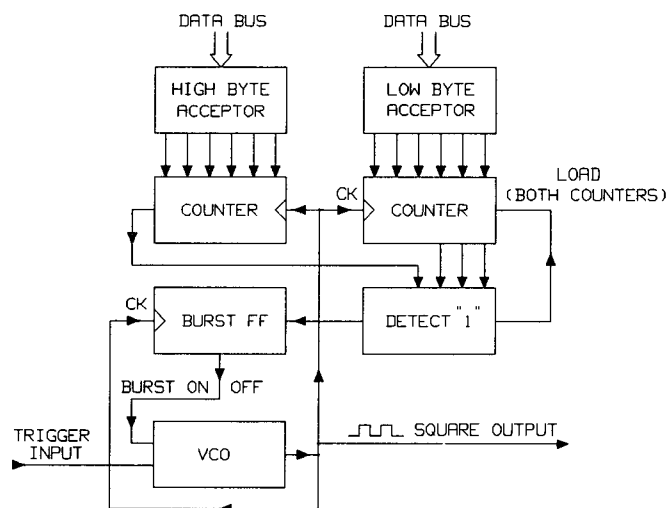 DATA BUS
DATA BUS
HIGH BYTE
ACCEPTOR
LOW BYTE
ACCEPTOR
LOAD
(BOTH COUNTERS)
COUNTER
CK
COUNTER
CK
BURST FF
DETECT "1"
BURST ON
OFF
TRIGGER
INPUT
VCO
SQUARE OUTPUT